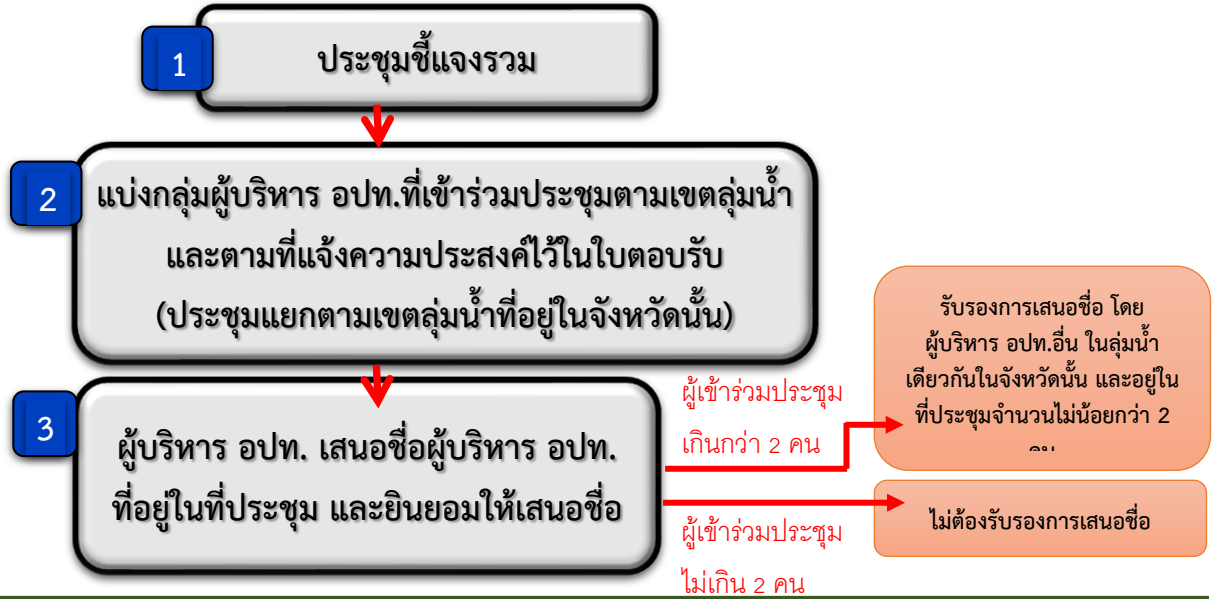 1
ประชุมชี้แจงรวม
2
แบ่งกลุ่มผู้บริหาร อปท.ที่เข้าร่วมประชุมตามเขตลุ่มน้ำ
และตามที่แจ้งความประสงค์ไว้ในใบตอบรับ
(ประชุมแยกตามเขตลุ่มน้ำที่อยู่ในจังหวัดนั้น)
3
ผู้บริหาร อปท. เสนอชื่อผู้บริหาร อปท.
ที่อยู่ในที่ประชุม และยินยอมให้เสนอชื่อ
ผู้เข้าร่วมประชุม
เกินกว่า 2 คน
รับรองการเสนอชื่อ โดย
ผู้บริหาร อปท.อื่น ในลุ่มน้ำ
เดียวกันในจังหวัดนั้น และอยู่ใน
ที่ประชุมจำนวนไม่น้อยกว่า 2
ผู้เข้าร่วมประชุม
ไม่เกิน 2 คน
ไม่ต้องรับรองการเสนอชื่อ